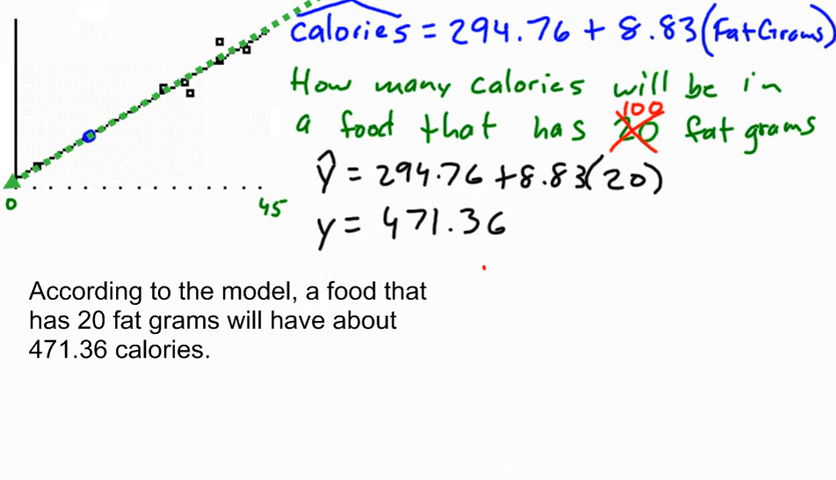 calories = 294.76 + 8.83(Fat Grams)
How many calories will be in
100
a food that has 20 fat grams
ŷ = 294.76 + 8.83(20)
y = 471.36
0 45
According to the model, a food that
has 20 fat grams will have about
471.36 calories.